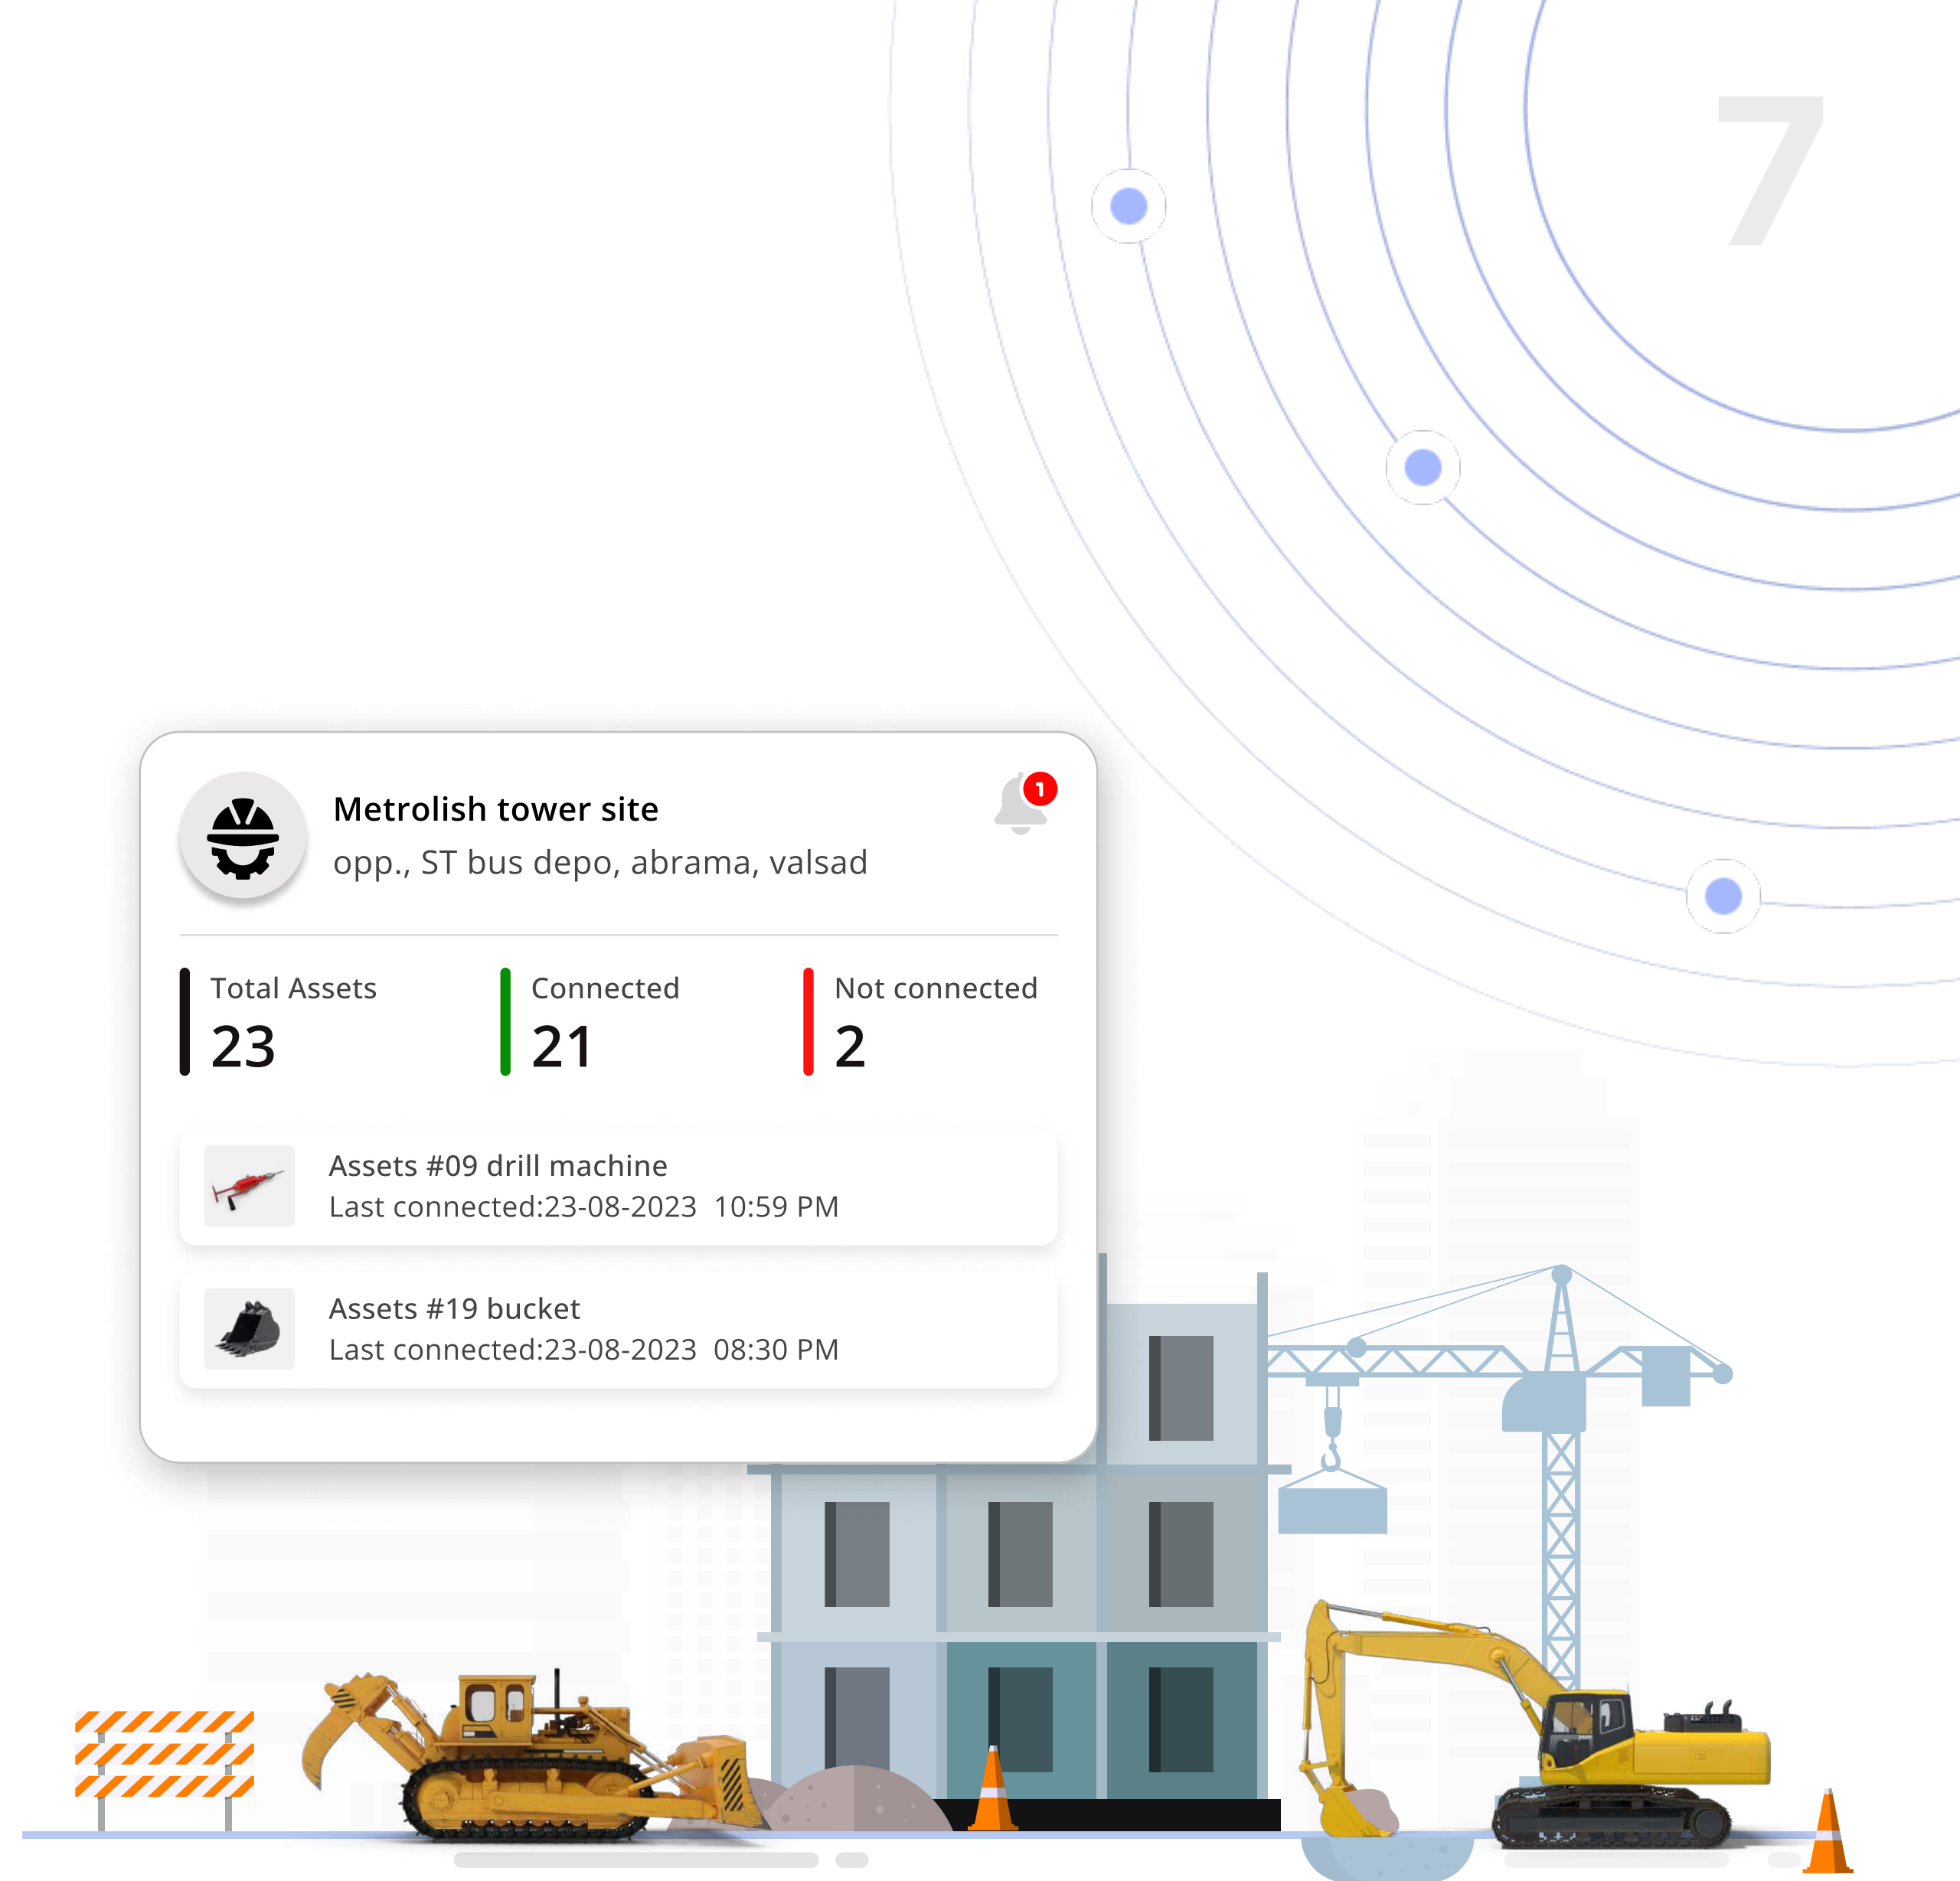 7
Metrolish tower site
1
opp., ST bus depo, abrama, valsad
Total Assets
23
Connected
21
Not connected
2
Assets #09 drill machine
Last connected:23-08-2023  10:59 PM
Assets #19 bucket
Last connected:23-08-2023  08:30 PM